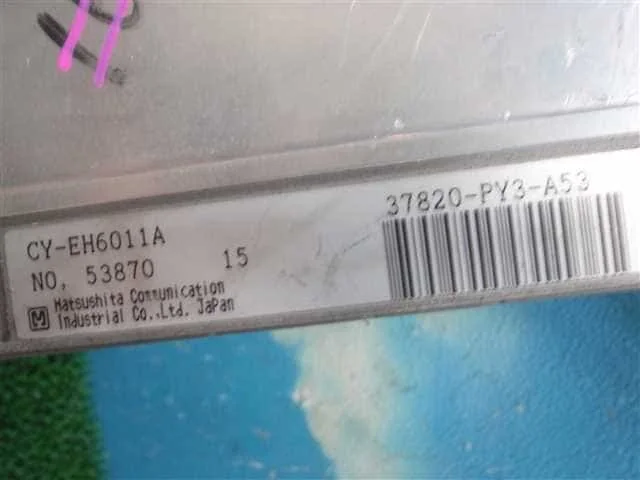 37820-PY3-A53
CY-EH6011A
NO. 53870 15
M Matsushita Communication
Industrial Co.,Ltd. JaPan